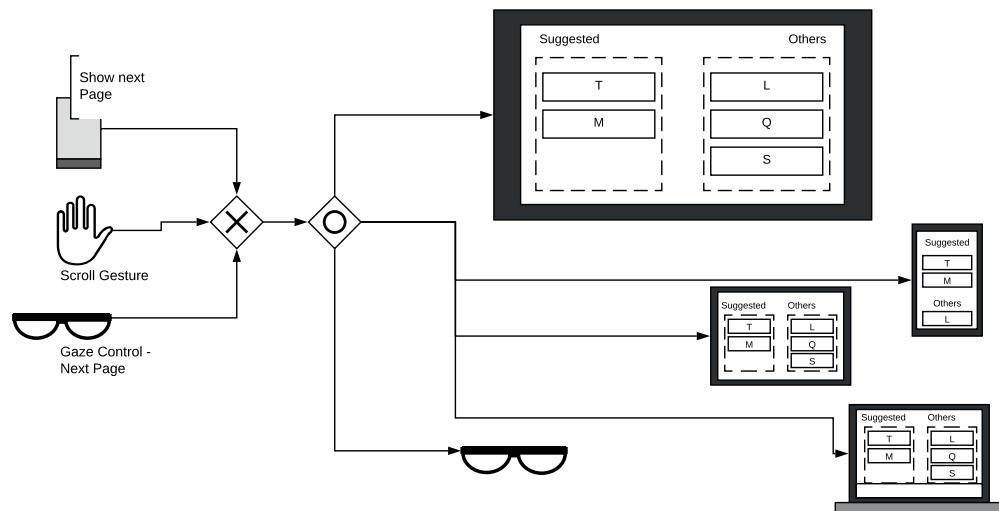 Show next
Page
Scroll Gesture
Gaze Control -
Next Page
Suggested
Others
T
M
L
Q
S
Suggested
T
M
Others
L
Suggested
Others
T
M
L
Q
S
Suggested
Others
T
M
L
Q
S